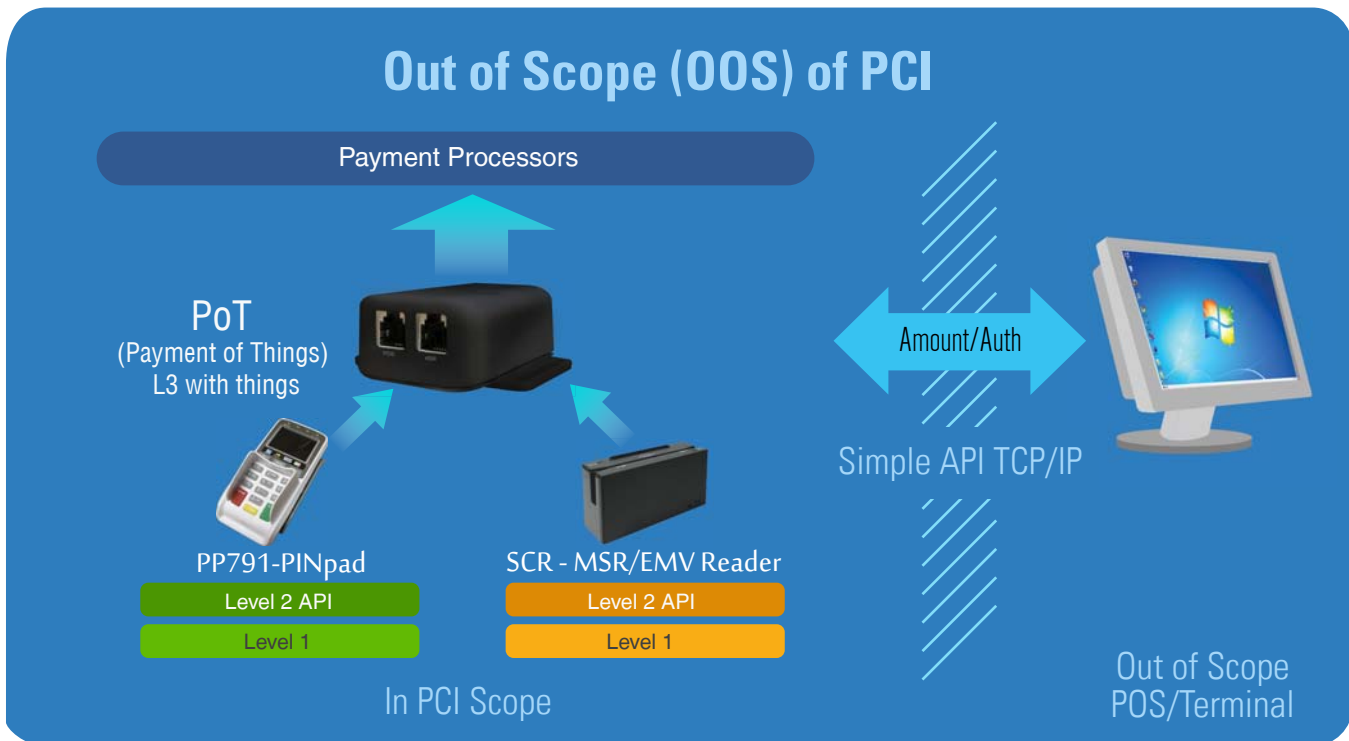 Out of Scope (OOS) of PCI
Payment Processors
PoT
(Payment of Things)
L3 with things
Amount/Auth
Simple API TCP/IP
PP791-PINpad
Level 2 API
Level 1
SCR - MSR/EMV Reader
Level 2 API
Level 1
In PCI Scope
Out of Scope
POS/Terminal